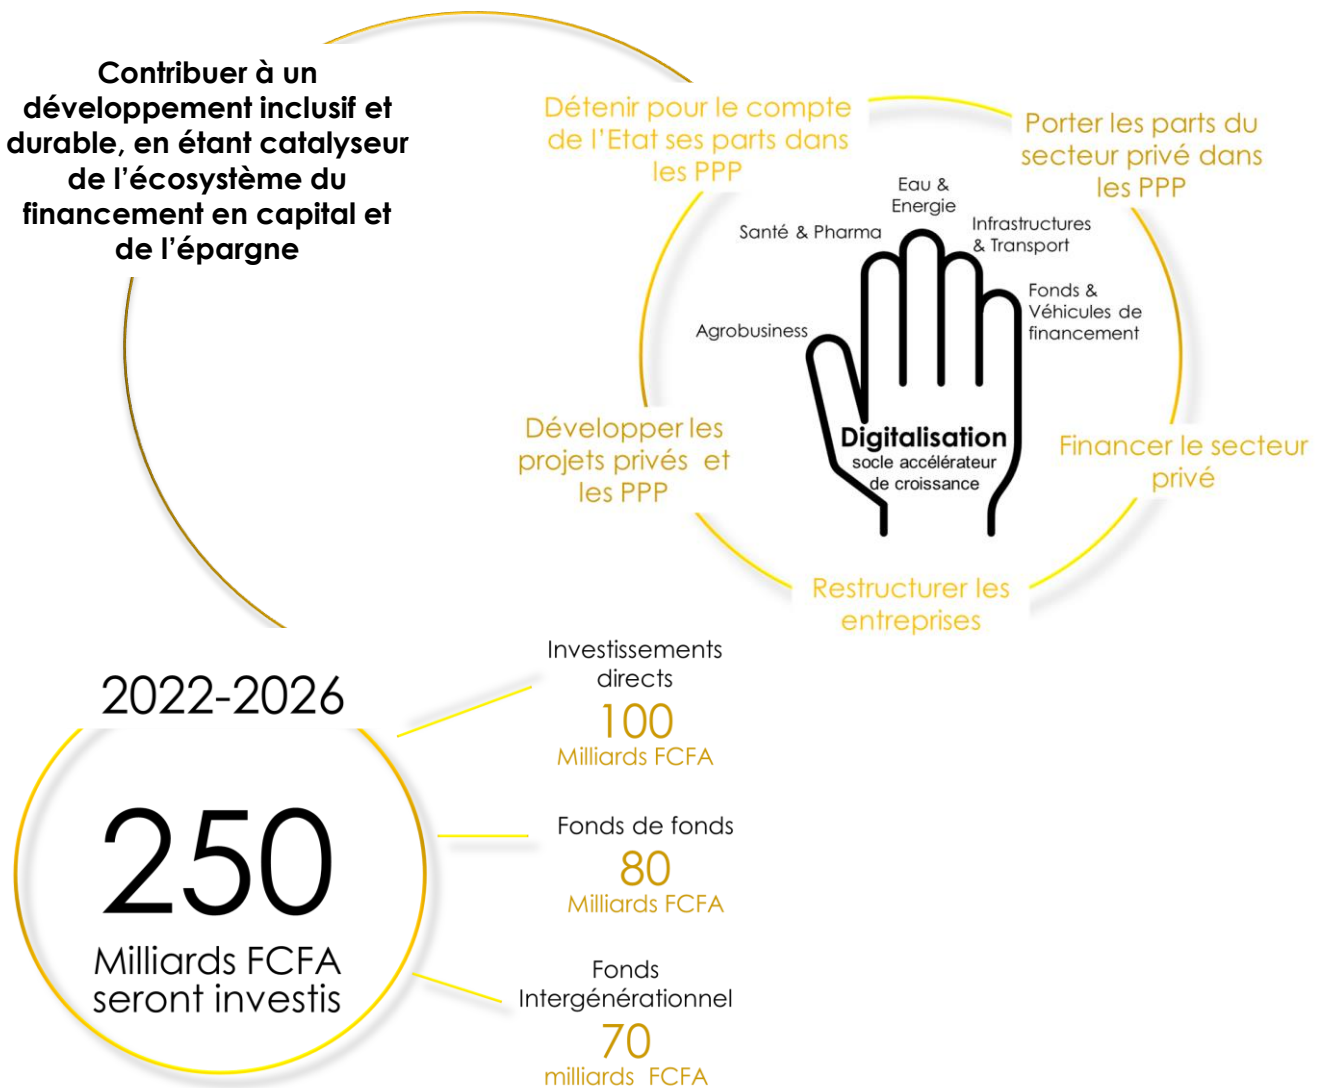 Contribuer à un
développement inclusif et
durable, en étant catalyseur
de l'écosystème du
financement en capital et
de l'épargne
Détenir pour le compte
de l'Etat ses parts dans
les PPP
Porter les parts du
secteur privé dans
les PPP
Eau &
Energie
Santé & Pharma
Infrastructures
& Transport
Fonds &
Véhicules de
financement
Agrobusiness
Développer les
projets privés et
les PPP
Digitalisation
socle accélérateur
de croissance
Financer le secteur
privé
Restructurer les
entreprises
2022-2026
250
Milliards FCFA
seront investis
Investissements
directs
100
Milliards FCFA
Fonds de fonds
80
Milliards FCFA
Fonds
Intergénérationnel
70
milliards FCFA